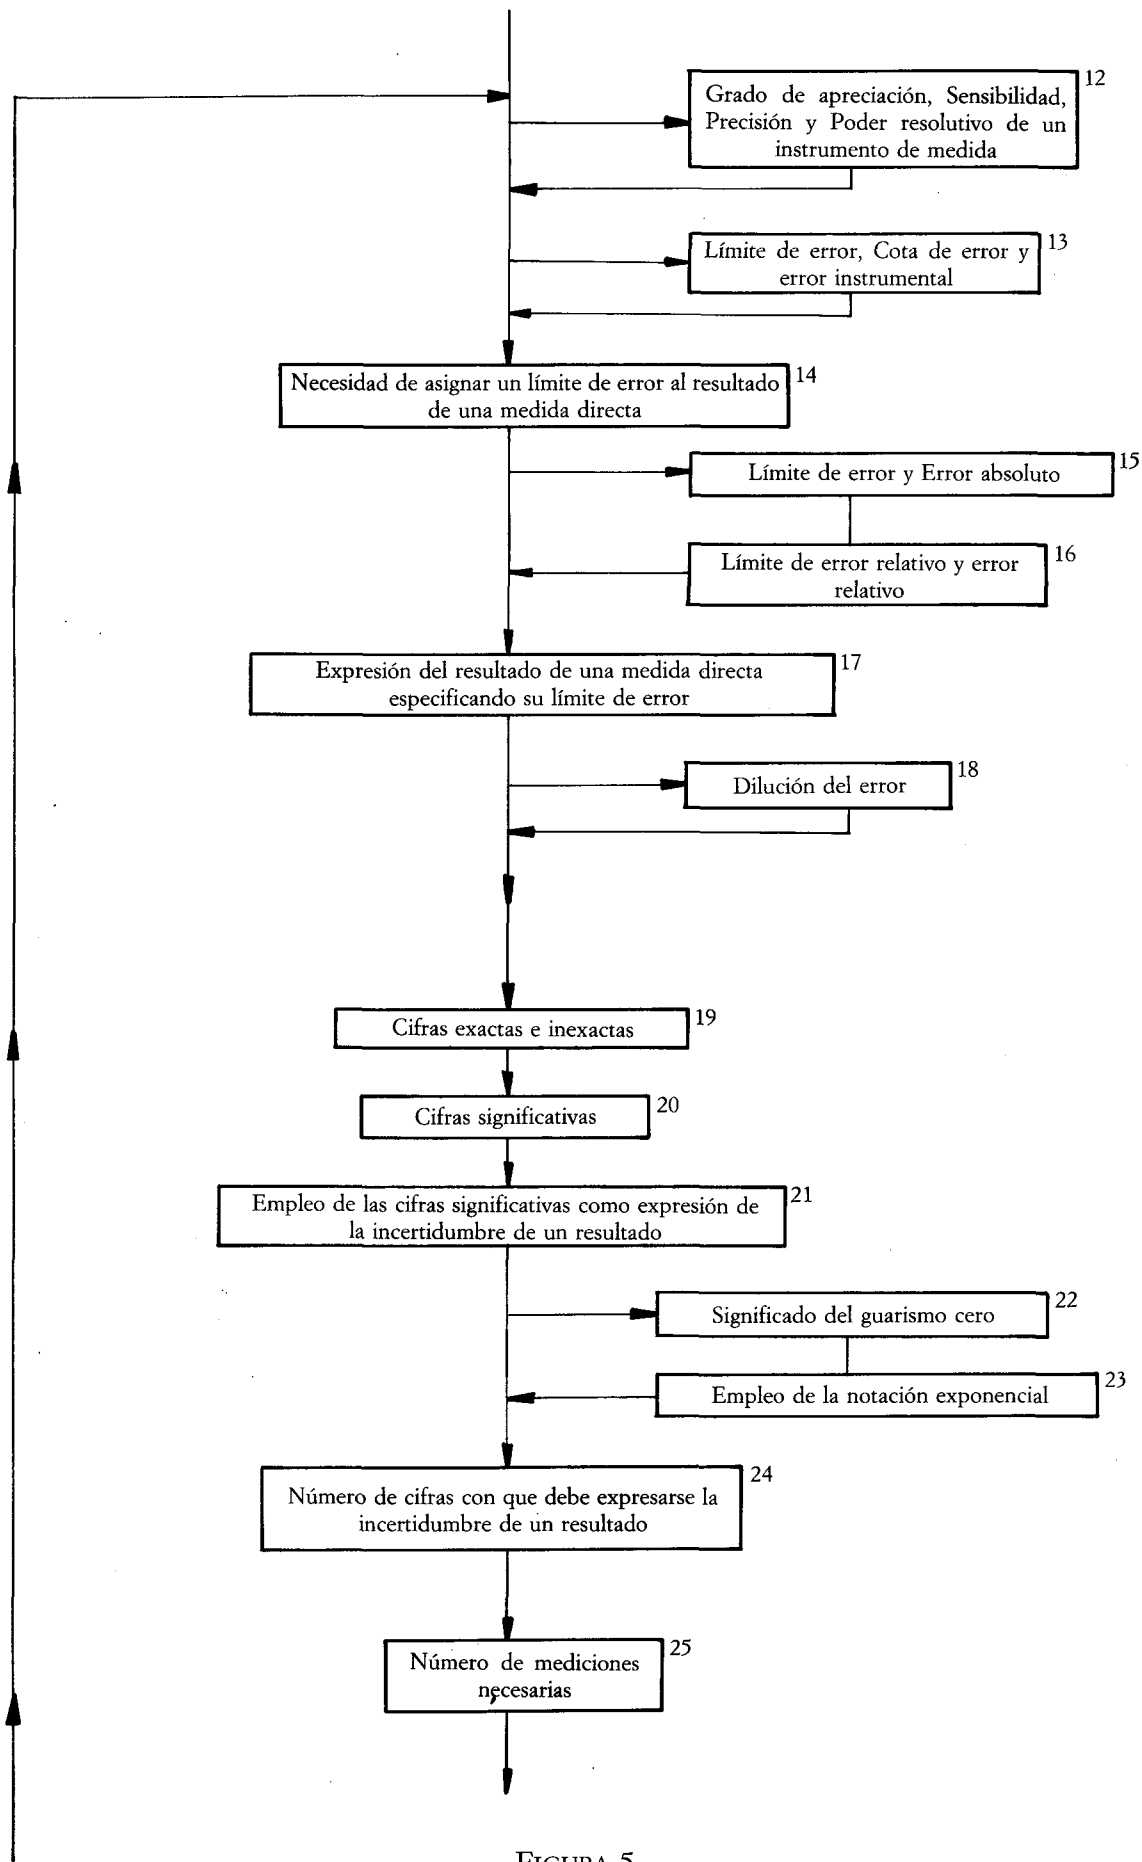 12
Grado de apreciación, Sensibilidad,
Precisión y Poder resolutivo de un
instrumento de medida
13
Límite de error, Cota de error y
error instrumental
14
Necesidad de asignar un límite de error al resultado
de una medida directa
15
Límite de error y Error absoluto
16
Límite de error relativo y error
relativo
17
Expresión del resultado de una medida directa
especificando su límite de error
18
Dilución del error
19
Cifras exactas e inexactas
20
Cifras significativas
21
Empleo de las cifras significativas como expresión de
la incertidumbre de un resultado
22
Significado del guarismo cero
23
Empleo de la notación exponencial
24
Número de cifras con que debe expresarse la
incertidumbre de un resultado
25
Número de mediciones
necesarias
FIGURA 5